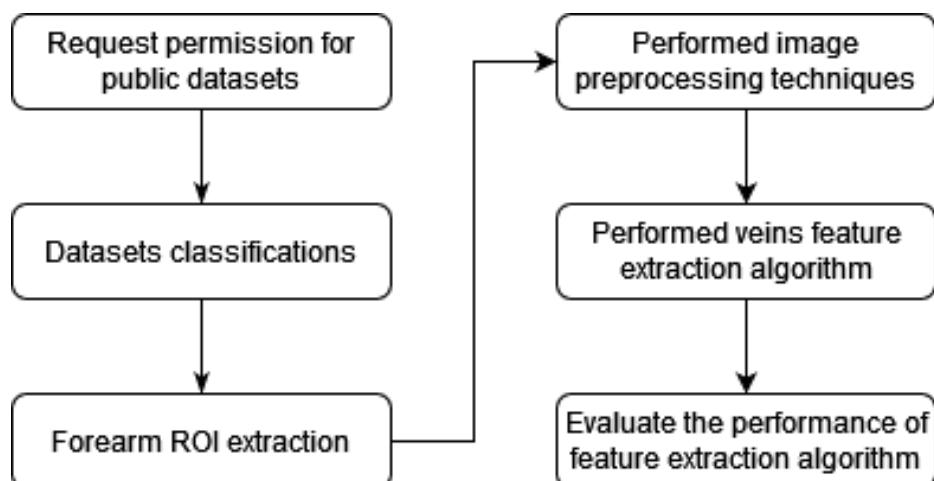 Request permission for
public datasets
Datasets classifications
Forearm ROI extraction
Performed image
preprocessing techniques
Performed veins feature
extraction algorithm
Evaluate the performance of
feature extraction algorithm